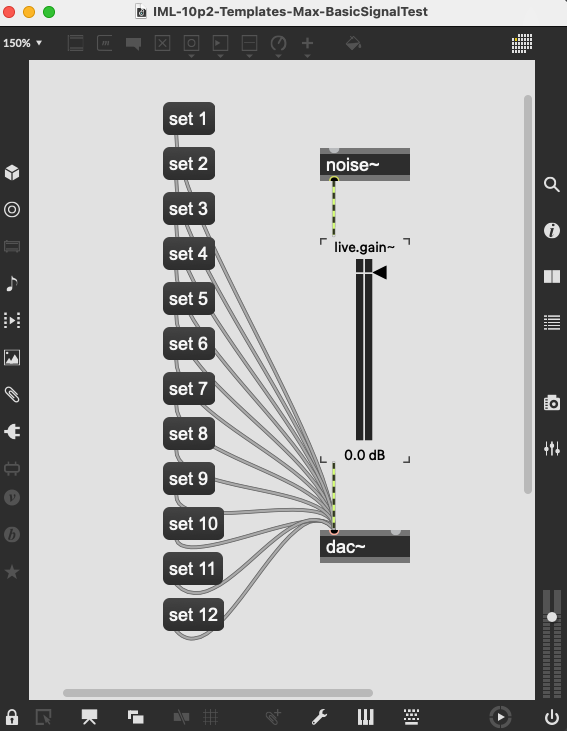 IML-10p2-Templates-Max-BasicSignalTest
150%
set 1
set 2
set 3
set 4
set 5
set 6
set 7
set 8
set 9
set 10
set 11
set 12
noise~
live.gain~
0.0 dB
dac~